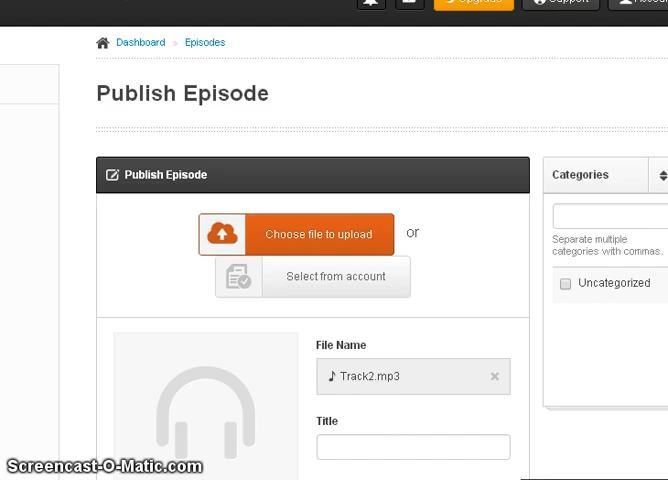 Upgrade
Support
Dashboard » Episodes
Publish Episode
Publish Episode
Choose file to upload
or
Select from account
File Name
Track2.mp3
Title
Categories
Separate multiple
categories with commas.
Uncategorized
Screencast-O-Matic.com